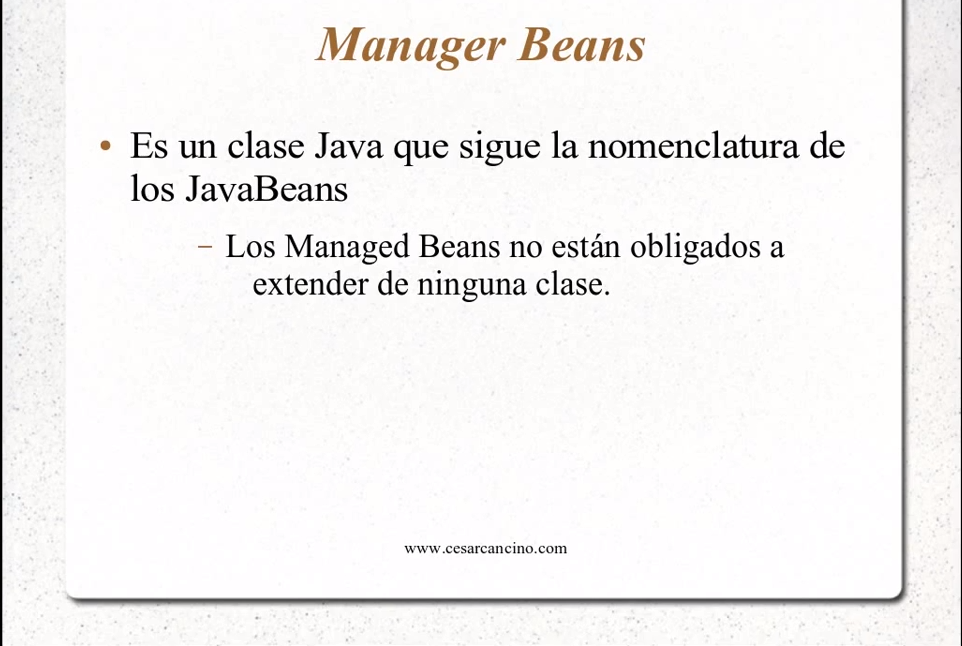 Manager Beans
• Es un clase Java que sigue la nomenclatura de
los JavaBeans
– Los Managed Beans no están obligados a
extender de ninguna clase.
www.cesarcancino.com